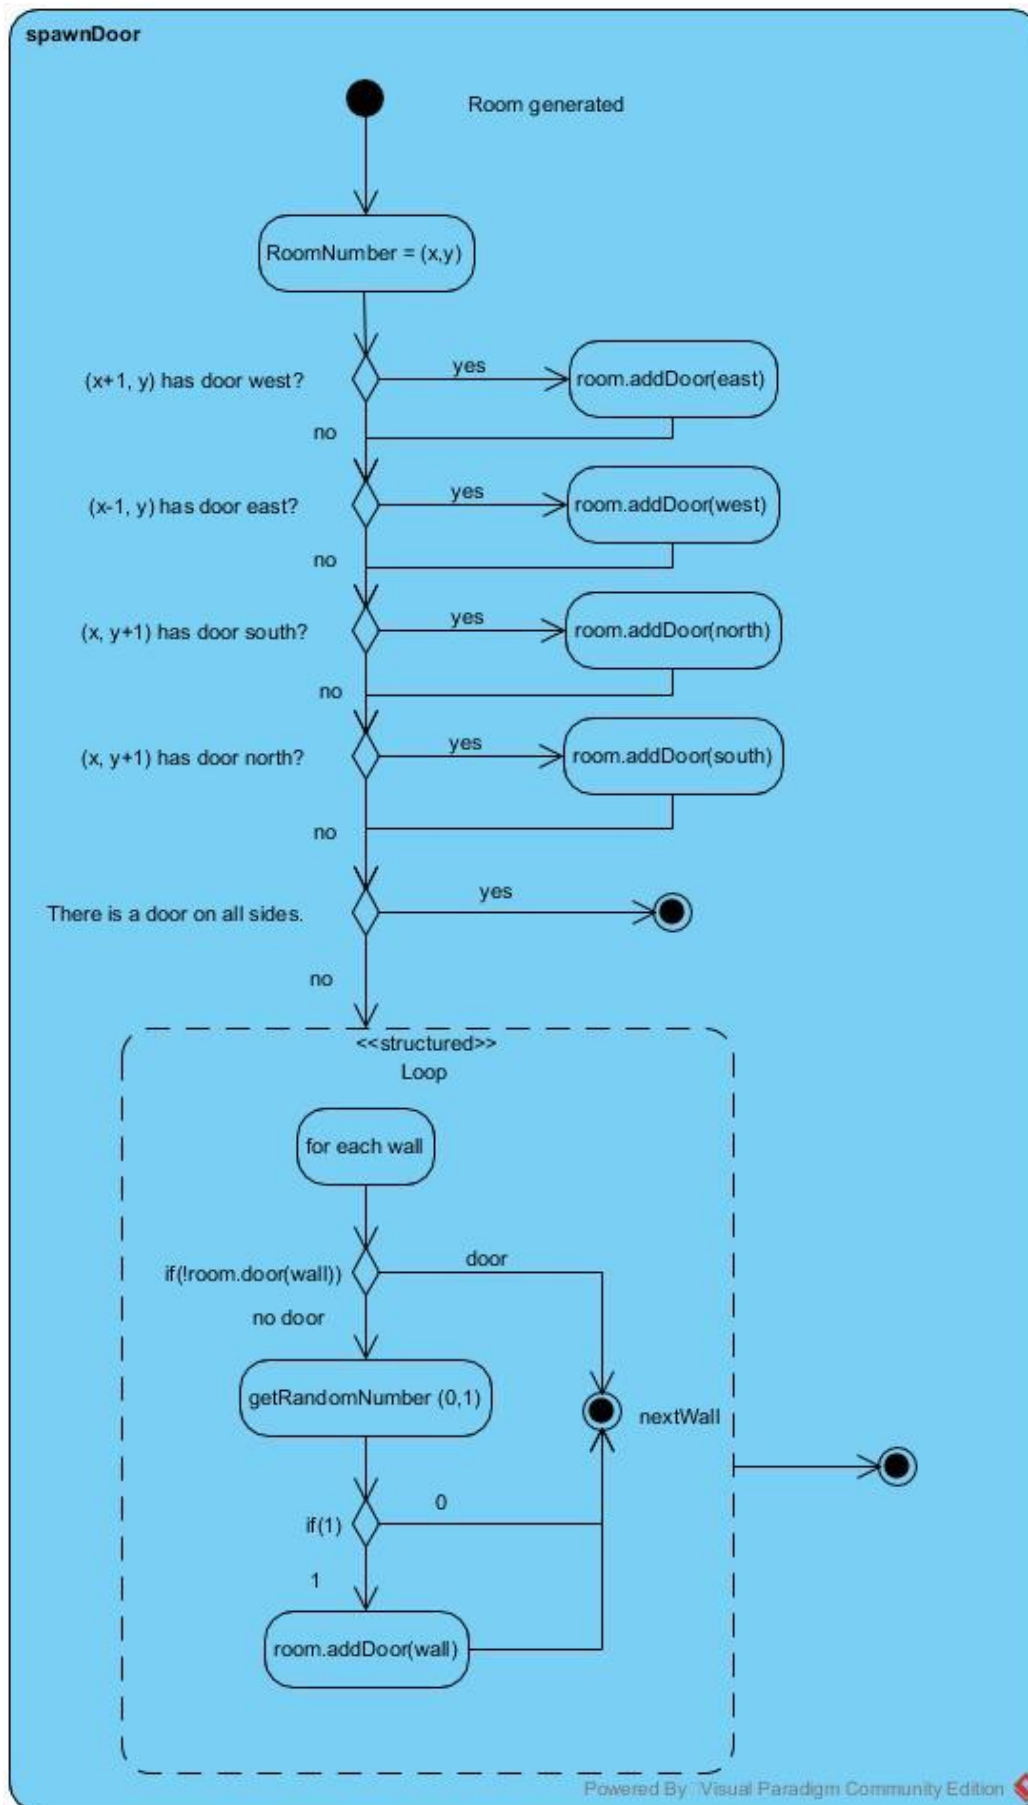 spawnDoor
Room generated
RoomNumber = (x,y)
(x+1, y) has door west?
yes
room.addDoor(east)
no
(x-1, y) has door east?
yes
room.addDoor(west)
no
(x, y+1) has door south?
yes
room.addDoor(north)
no
(x, y+1) has door north?
yes
room.addDoor(south)
no
There is a door on all sides.
yes
no
<<structured>>
Loop
for each wall
if(!room.door(wall))
door
no door
getRandomNumber (0,1)
nextWall
if(1)
0
1
room.addDoor(wall)
Powered By Visual Paradigm Community Edition